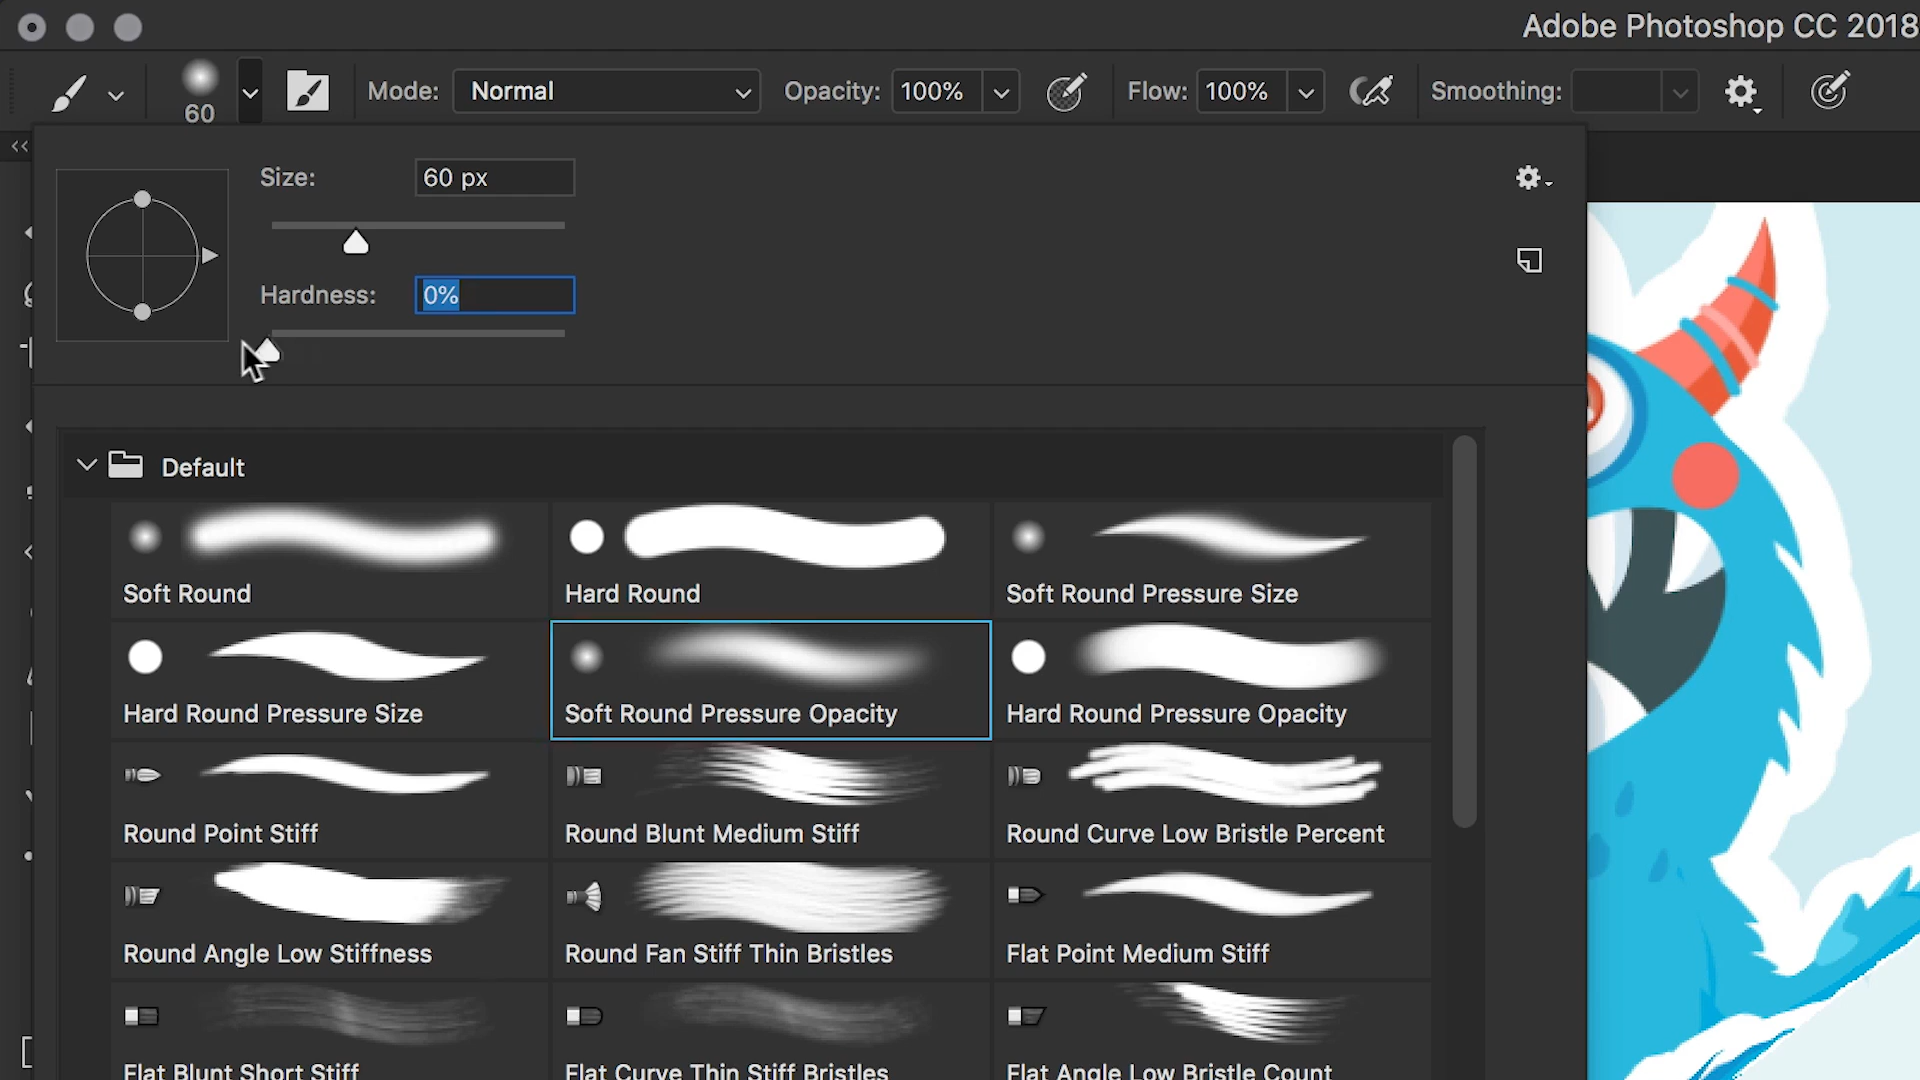 Adobe Photoshop CC 2018
60
Mode: Normal
Opacity: 100%
Flow: 100%
Smoothing:
Size: 60 px
Hardness: 0%
Default
Soft Round
Hard Round
Soft Round Pressure Size
Hard Round Pressure Size
Soft Round Pressure Opacity
Hard Round Pressure Opacity
Round Point Stiff
Round Blunt Medium Stiff
Round Curve Low Bristle Percent
Round Angle Low Stiffness
Round Fan Stiff Thin Bristles
Flat Point Medium Stiff
Flat Blunt Short Stiff
Flat Curve Thin Stiff Bristles
Flat Angle Low Bristle Count